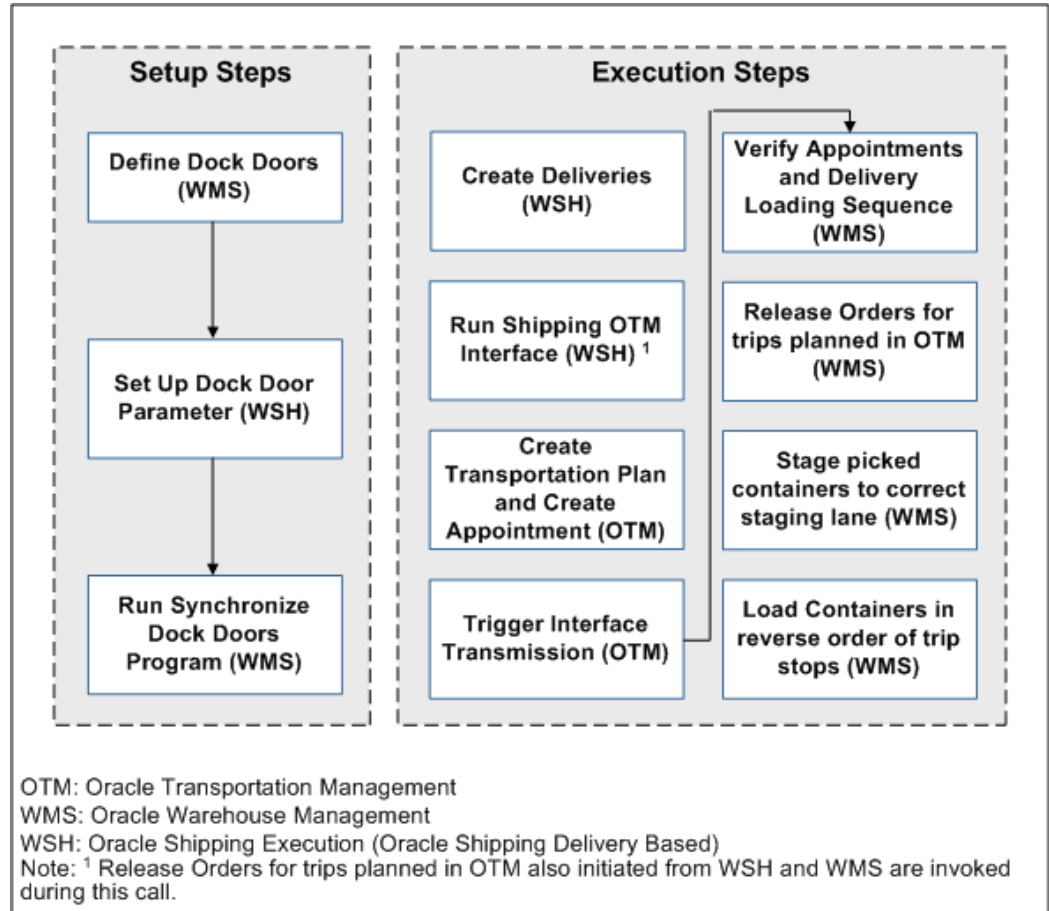 Setup Steps
Define Dock Doors
(WMS)
Set Up Dock Door
Parameter (WSH)
Run Synchronize
Dock Doors
Program (WMS)
Execution Steps
Create Deliveries
(WSH)
Run Shipping OTM
Interface (WSH) ¹
Create
Transportation Plan
and Create
Appointment (OTM)
Trigger Interface
Transmission (OTM)
Verify Appointments
and Delivery
Loading Sequence
(WMS)
Release Orders for
trips planned in OTM
(WMS)
Stage picked
containers to correct
staging lane (WMS)
Load Containers in
reverse order of trip
stops (WMS)
OTM: Oracle Transportation Management
WMS: Oracle Warehouse Management
WSH: Oracle Shipping Execution (Oracle Shipping Delivery Based)
Note: ¹ Release Orders for trips planned in OTM also initiated from WSH and WMS are invoked
during this call.